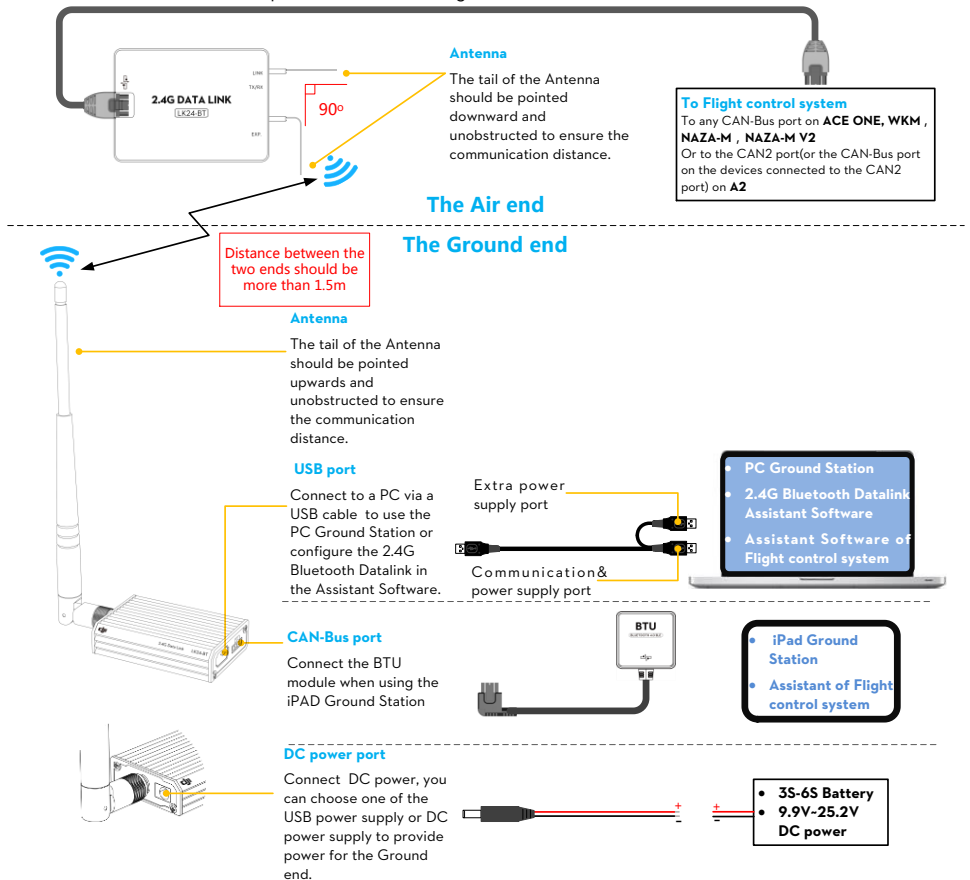 LINK
TX/RX
2.4G DATA LINK
LK24-BT
EXP.
90º
Antenna
The tail of the Antenna
should be pointed
downward and
unobstructed to ensure the
communication distance.
To Flight control system
To any CAN-Bus port on ACE ONE, WKM ,
NAZA-M , NAZA-M V2
Or to the CAN2 port(or the CAN-Bus port
on the devices connected to the CAN2
port) on A2
The Air end
The Ground end
Distance between the
two ends should be
more than 1.5m
Antenna
The tail of the Antenna
should be pointed
upwards and
unobstructed to ensure
the communication
distance.
USB port
Connect to a PC via a
USB cable to use the
PC Ground Station or
configure the 2.4G
Bluetooth Datalink in
the Assistant Software.
Extra power
supply port
Communication&
power supply port
• PC Ground Station
• 2.4G Bluetooth Datalink
Assistant Software
• Assistant Software of
Flight control system
2.4G Data Link LK24-BT
CAN-Bus port
Connect the BTU
module when using the
iPAD Ground Station
BTU
• iPad Ground
Station
• Assistant of Flight
control system
DC power port
Connect DC power, you
can choose one of the
USB power supply or DC
power supply to provide
power for the Ground
end.
+ +
- -
• 3S-6S Battery
• 9.9V~25.2V
DC power